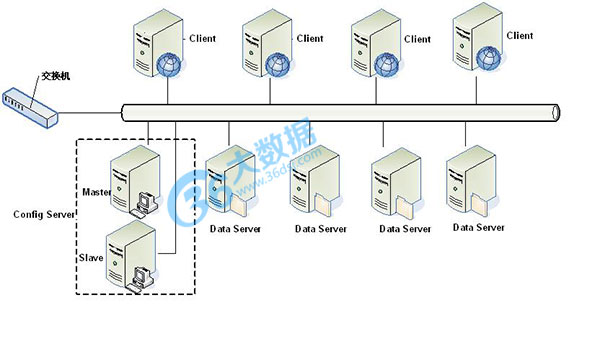 Client
Client
Client
Client
交换机
36大数据
www.36dsj.com
Master
Config Server
Slave
Data Server
Data Server
Data Server
Data Server